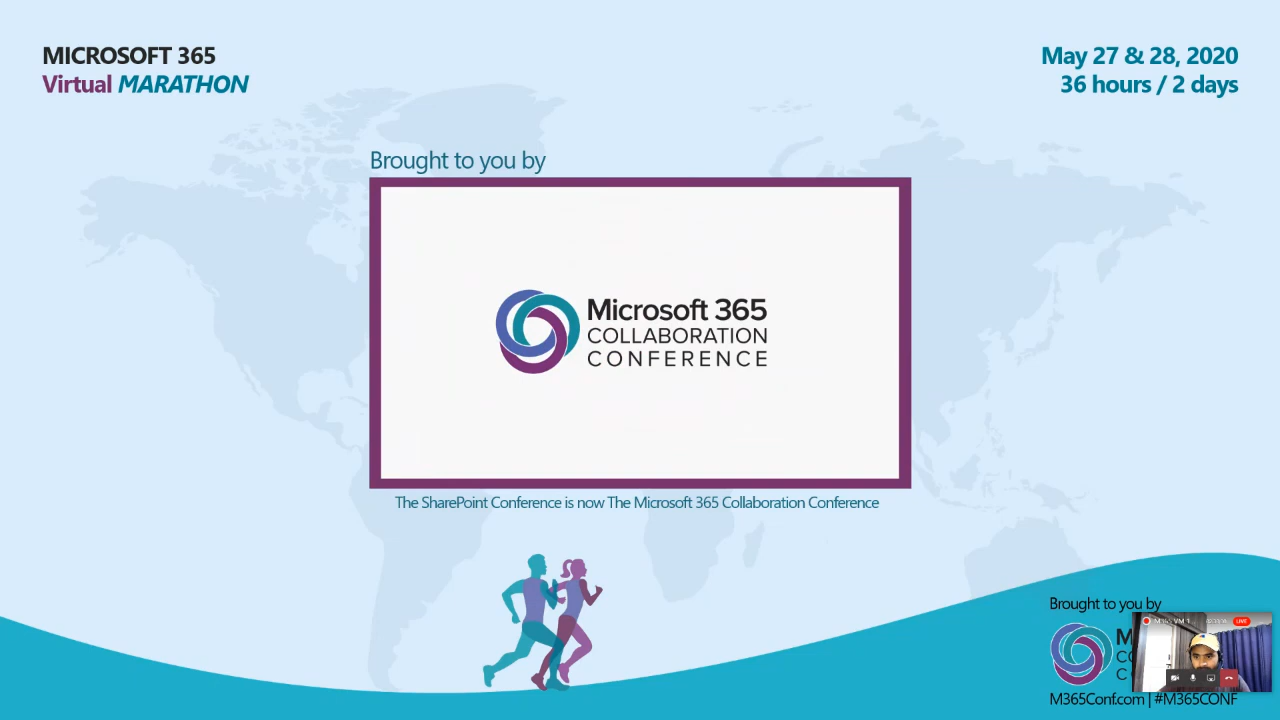 MICROSOFT 365
Virtual MARATHON
May 27 & 28, 2020
36 hours / 2 days
Brought to you by
Microsoft 365
COLLABORATION
CONFERENCE
The SharePoint Conference is now The Microsoft 365 Collaboration Conference
Brought to you by
LIVE
M365Conf.com | #M365CONF